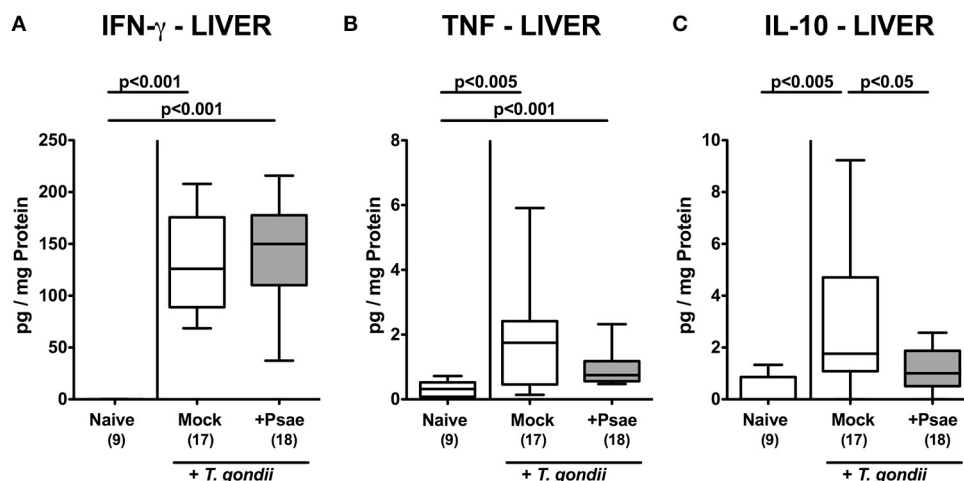 A
IFN-γ - LIVER
p<0.001
p<0.001
pg / mg Protein
250
200
150
100
50
0
Naive
(9)
Mock
(17)
+Psae
(18)
+ T. gondii
B
TNF - LIVER
p<0.005
p<0.001
pg / mg Protein
8
6
4
2
0
Naive
(9)
Mock
(17)
+Psae
(18)
+ T. gondii
C
IL-10 - LIVER
p<0.005
p<0.05
pg / mg Protein
10
8
6
4
2
0
Naive
(9)
Mock
(17)
+Psae
(18)
+ T. gondii